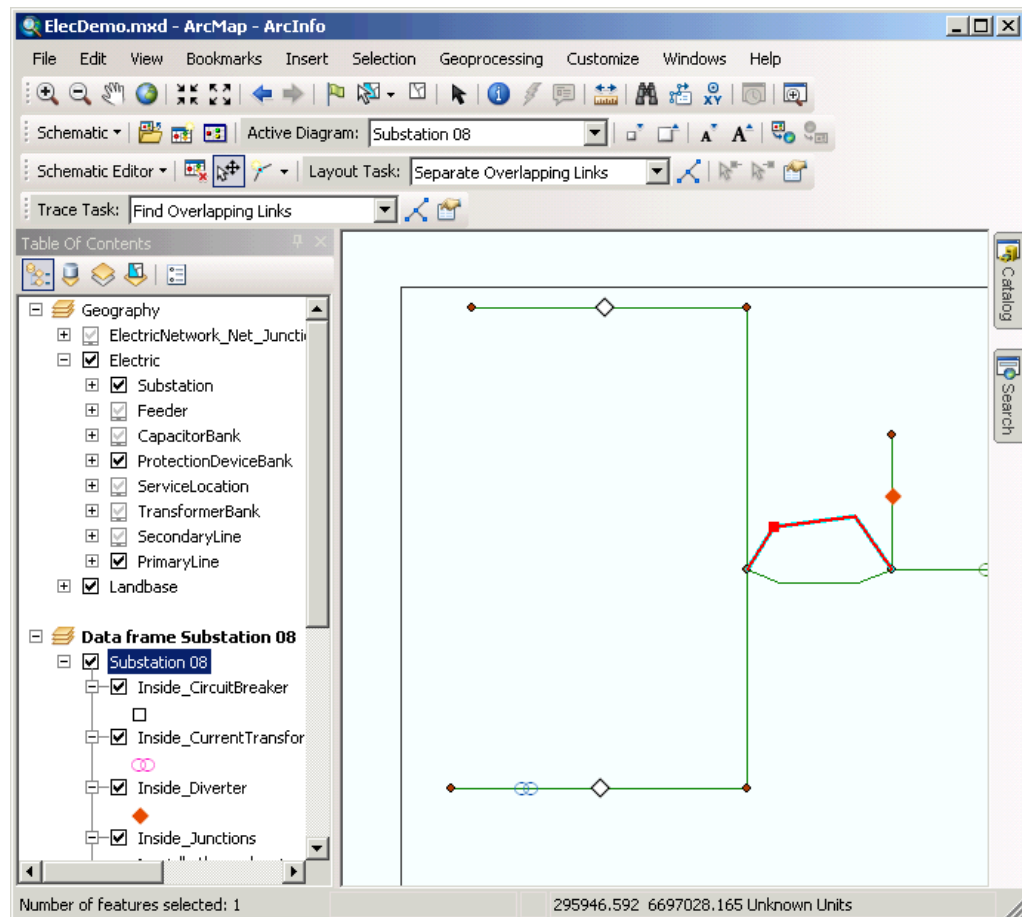 ElecDemo.mxd - ArcMap - ArcInfo
File Edit View Bookmarks Insert Selection Geoprocessing Customize Windows Help
Schematic Active Diagram: Substation 08
Schematic Editor Layout Task: Separate Overlapping Links
Trace Task: Find Overlapping Links
Table Of Contents
Geography
ElectricNetwork_Net_Juncti
Electric
Substation
Feeder
CapacitorBank
ProtectionDeviceBank
ServiceLocation
TransformerBank
SecondaryLine
PrimaryLine
Landbase
Data frame Substation 08
Substation 08
Inside_CircuitBreaker
Inside_CurrentTransfor
Inside_Diverter
Inside_Junctions
Catalog
Search
Number of features selected: 1
295946.592 6697028.165 Unknown Units